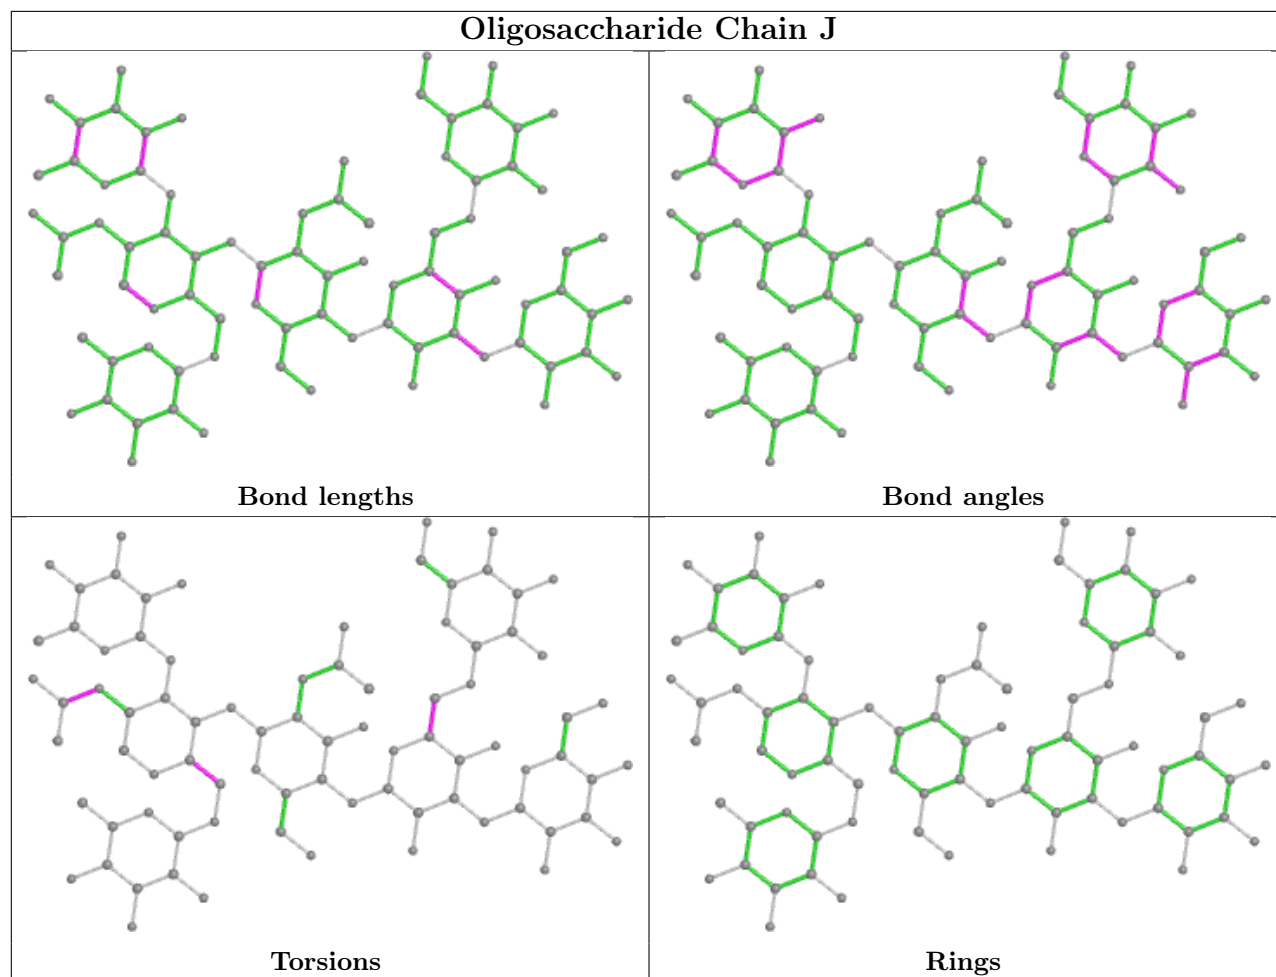 Oligosaccharide Chain J
Bond lengths
Bond angles
Torsions
Rings